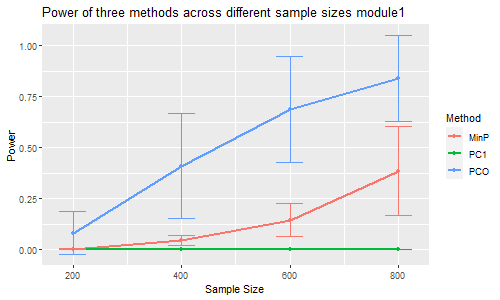 Power of three methods across different sample sizes module1
1.00
0.75
0.50
0.25
0.00
Power
200
400
600
800
Sample Size
Method
MinP
PC1
PCO